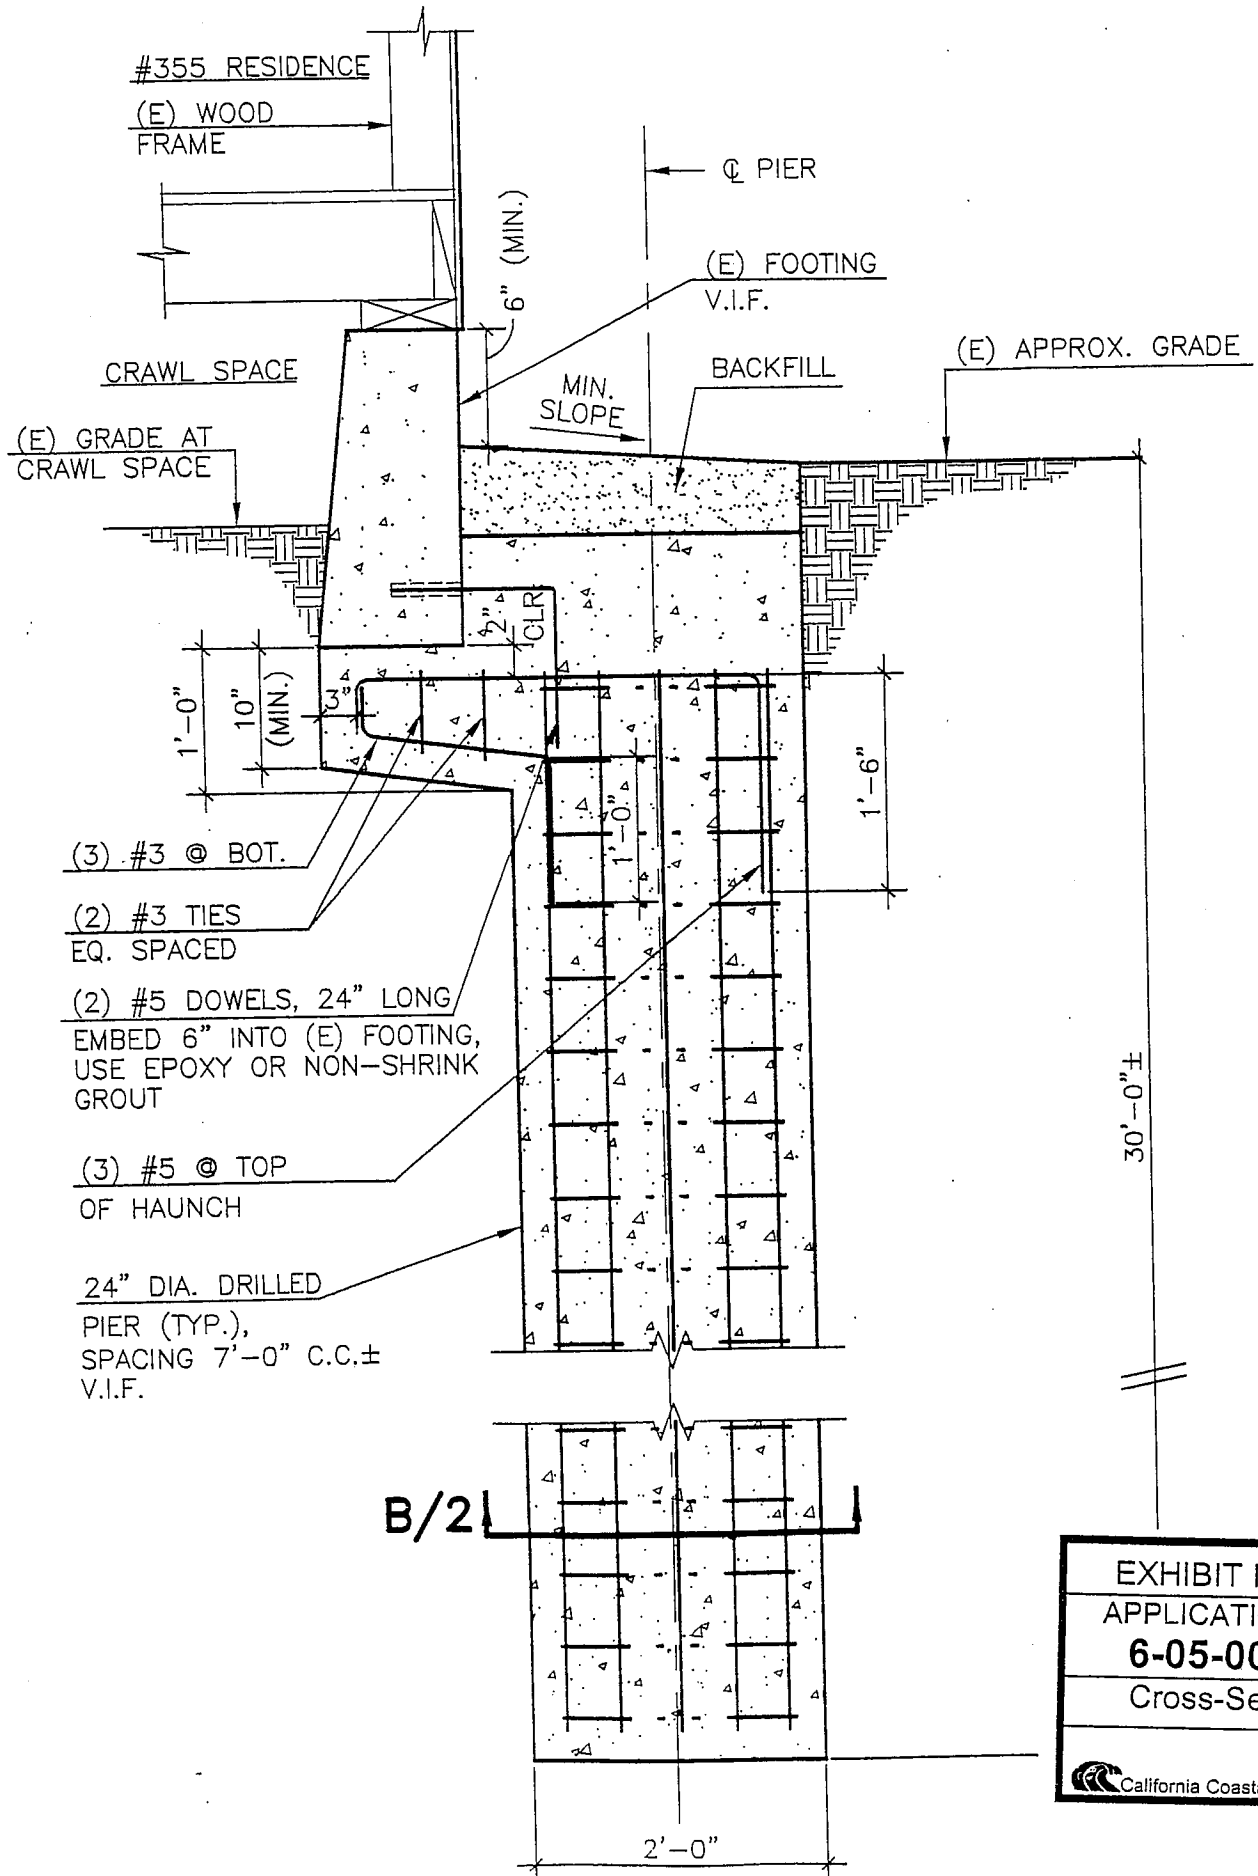 #355 RESIDENCE
(E) WOOD
FRAME
℄ PIER
6" (MIN.)
(E) FOOTING
V.I.F.
(E) APPROX. GRADE
CRAWL SPACE
BACKFILL
MIN.
SLOPE
(E) GRADE AT
CRAWL SPACE
2"
CLR
1'-0"
10"
(MIN.)
3"
1'-0"
1'-6"
(3) #3 @ BOT.
(2) #3 TIES
EQ. SPACED
(2) #5 DOWELS, 24" LONG
EMBED 6" INTO (E) FOOTING,
USE EPOXY OR NON-SHRINK
GROUT
30'-0"±
(3) #5 @ TOP
OF HAUNCH
24" DIA. DRILLED
PIER (TYP.),
SPACING 7'-0" C.C.±
V.I.F.
B/2
EXHIBIT
APPLICATI
6-05-00
Cross-Se
California Coast
2'-0"